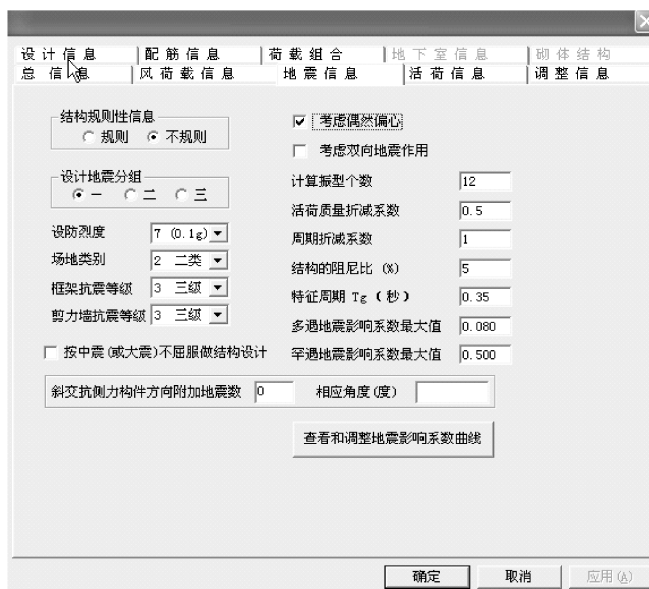 设计信息 配筋信息 荷载组合 地下室信息 砌体结构
总信息 风荷载信息 地震信息 活荷信息 调整信息
结构规则性信息
规则 不规则
考虑偶然偏心
考虑双向地震作用
设计地震分组
一 二 三
计算振型个数 12
活荷质量折减系数 0.5
设防烈度 7 (0.1g)
周期折减系数 1
场地类别 2 二类
结构的阻尼比 (%) 5
框架抗震等级 3 三级
特征周期 Tg (秒) 0.35
剪力墙抗震等级 3 三级
多遇地震影响系数最大值 0.080
按中震(或大震)不屈服做结构设计
罕遇地震影响系数最大值 0.500
斜交抗侧力构件方向附加地震数 0 相应角度(度)
查看和调整地震影响系数曲线
确定 取消 应用(A)